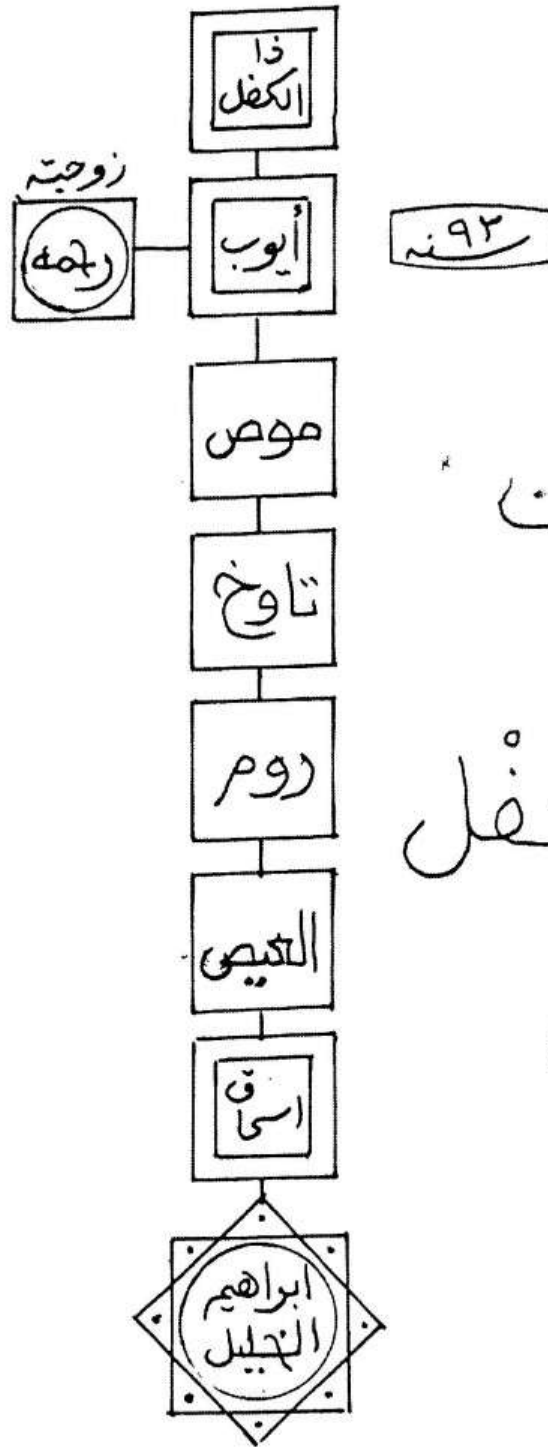 ذا
الكفل
زوجته
رحمه
أيوب
٩٣ سنه
موص
تاوخ
روم
العيص
اسحاق
ابراهيم
الخليل